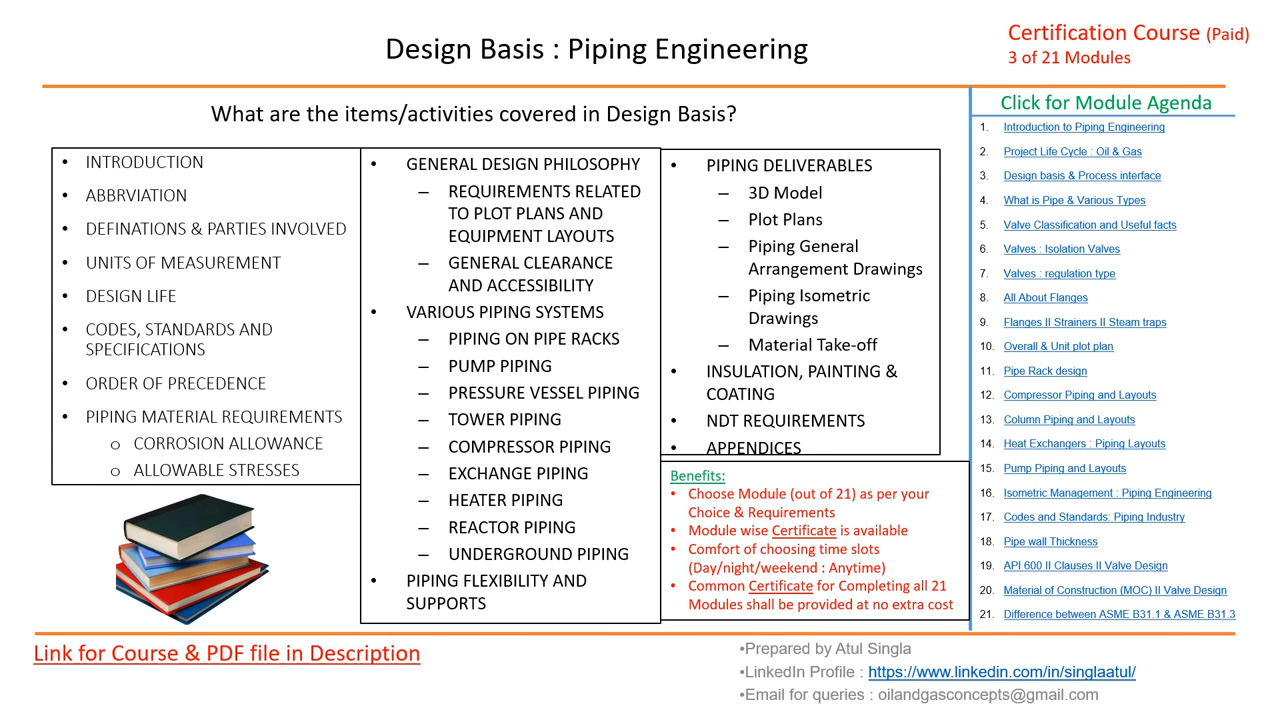 Design Basis : Piping Engineering
Certification Course (Paid)
3 of 21 Modules
What are the items/activities covered in Design Basis?
• INTRODUCTION
• ABBRVIATION
• DEFINATIONS & PARTIES INVOLVED
• UNITS OF MEASUREMENT
• DESIGN LIFE
• CODES, STANDARDS AND
SPECIFICATIONS
• ORDER OF PRECEDENCE
• PIPING MATERIAL REQUIREMENTS
o CORROSION ALLOWANCE
o ALLOWABLE STRESSES
• GENERAL DESIGN PHILOSOPHY
– REQUIREMENTS RELATED
TO PLOT PLANS AND
EQUIPMENT LAYOUTS
– GENERAL CLEARANCE
AND ACCESSIBILITY
• VARIOUS PIPING SYSTEMS
– PIPING ON PIPE RACKS
– PUMP PIPING
– PRESSURE VESSEL PIPING
– TOWER PIPING
– COMPRESSOR PIPING
– EXCHANGE PIPING
– HEATER PIPING
– REACTOR PIPING
– UNDERGROUND PIPING
• PIPING FLEXIBILITY AND
SUPPORTS
• PIPING DELIVERABLES
– 3D Model
– Plot Plans
– Piping General
Arrangement Drawings
– Piping Isometric
Drawings
– Material Take-off
• INSULATION, PAINTING &
COATING
• NDT REQUIREMENTS
• APPENDICES
Benefits:
• Choose Module (out of 21) as per your
Choice & Requirements
• Module wise Certificate is available
• Comfort of choosing time slots
(Day/night/weekend : Anytime)
• Common Certificate for Completing all 21
Modules shall be provided at no extra cost
Click for Module Agenda
1. Introduction to Piping Engineering
2. Project Life Cycle : Oil & Gas
3. Design basis & Process interface
4. What is Pipe & Various Types
5. Valve Classification and Useful facts
6. Valves : Isolation Valves
7. Valves : regulation type
8. All About Flanges
9. Flanges II Strainers II Steam traps
10. Overall & Unit plot plan
11. Pipe Rack design
12. Compressor Piping and Layouts
13. Column Piping and Layouts
14. Heat Exchangers : Piping Layouts
15. Pump Piping and Layouts
16. Isometric Management : Piping Engineering
17. Codes and Standards: Piping Industry
18. Pipe wall Thickness
19. API 600 II Clauses II Valve Design
20. Material of Construction (MOC) II Valve Design
21. Difference between ASME B31.1 & ASME B31.3
Link for Course & PDF file in Description
•Prepared by Atul Singla
•LinkedIn Profile : https://www.linkedin.com/in/singlaatul/
•Email for queries : oilandgasconcepts@gmail.com